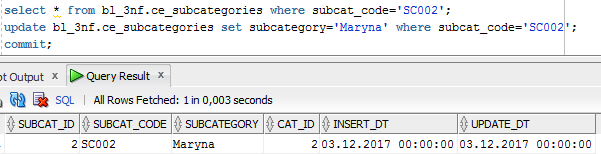 select * from bl_3nf.ce_subcategories where subcat_code='SC002';
update bl_3nf.ce_subcategories set subcategory='Maryna' where subcat_code='SC002';
commit;
pt Output × Query Result ×
SQL | All Rows Fetched: 1 in 0,003 seconds
SUBCAT_ID SUBCAT_CODE SUBCATEGORY CAT_ID INSERT_DT UPDATE_DT
2 SC002 Maryna 2 03.12.2017 00:00:00 03.12.2017 00:00:00